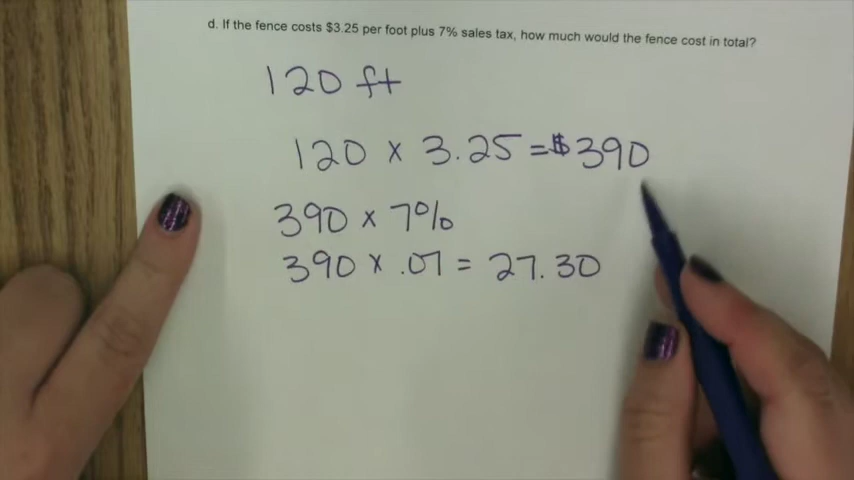 d. If the fence costs $3.25 per foot plus 7% sales tax, how much would the fence cost in total?
120 ft
120 x 3.25 = $390
390 x 7%
390 x .07 = 27.30